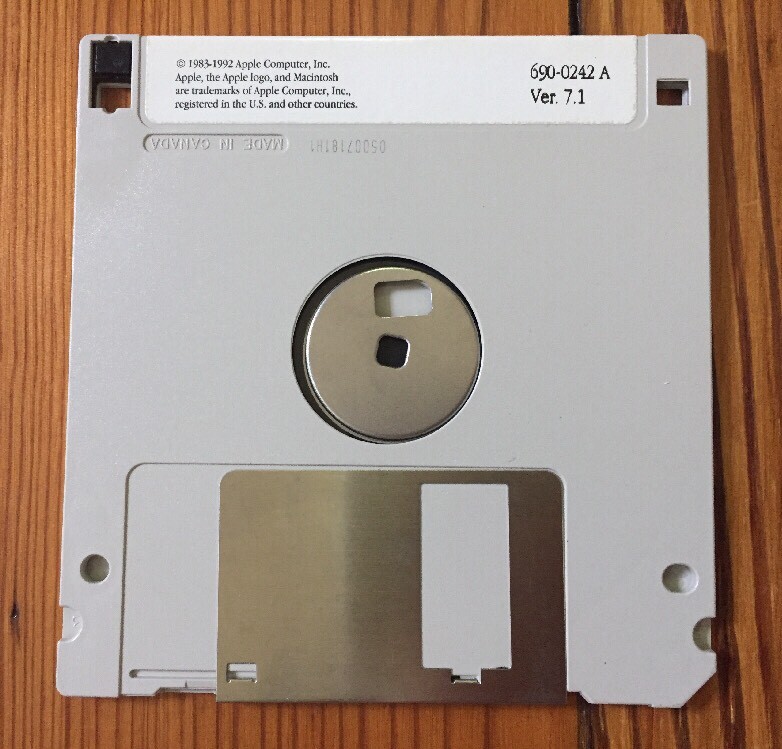 © 1983-1992 Apple Computer, Inc.
Apple, the Apple logo, and Macintosh
are trademarks of Apple Computer, Inc.,
registered in the U.S. and other countries.
690-0242 A
Ver. 7.1
MADE IN CANADA